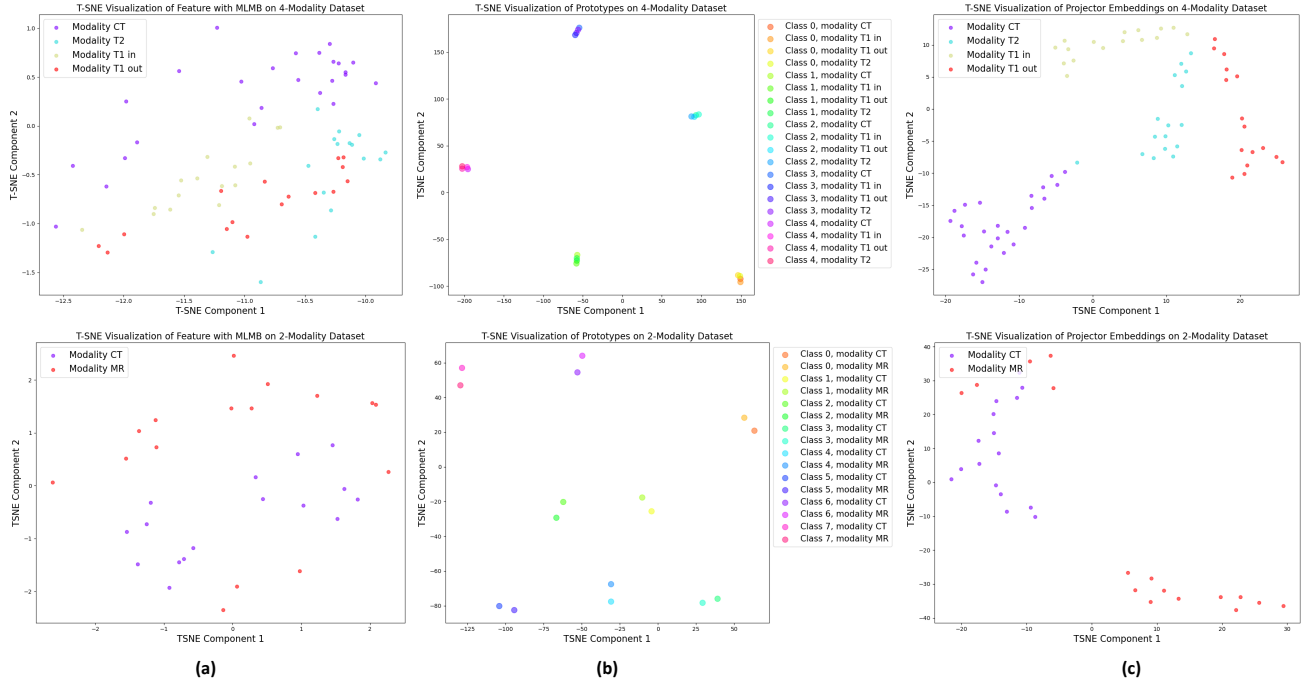 T-SNE Visualization of Feature with MLMB on 4-Modality Dataset
Modality CT
Modality T2
Modality T1 in
Modality T1 out
1.0
0.5
0.0
−0.5
−1.0
−1.5
T-SNE Component 2
−12.5 −12.0 −11.5 −11.0 −10.5 −10.0
T-SNE Component 1
T-SNE Visualization of Prototypes on 4-Modality Dataset
150
100
50
0
−50
−100
TSNE Component 2
−200 −150 −100 −50 0 50 100 150
TSNE Component 1
Class 0, modality CT
Class 0, modality T1 in
Class 0, modality T1 out
Class 0, modality T2
Class 1, modality CT
Class 1, modality T1 in
Class 1, modality T1 out
Class 1, modality T2
Class 2, modality CT
Class 2, modality T1 in
Class 2, modality T1 out
Class 2, modality T2
Class 3, modality CT
Class 3, modality T1 in
Class 3, modality T1 out
Class 3, modality T2
Class 4, modality CT
Class 4, modality T1 in
Class 4, modality T1 out
Class 4, modality T2
T-SNE Visualization of Projector Embeddings on 4-Modality Dataset
Modality CT
Modality T2
Modality T1 in
Modality T1 out
10
5
0
−5
−10
−15
−20
−25
TSNE Component 2
−20 −10 0 10 20
TSNE Component 1
T-SNE Visualization of Feature with MLMB on 2-Modality Dataset
Modality CT
Modality MR
2
1
0
−1
−2
TSNE Component 2
−2 −1 0 1 2
TSNE Component 1
T-SNE Visualization of Prototypes on 2-Modality Dataset
60
40
20
0
−20
−40
−60
−80
TSNE Component 2
−125 −100 −75 −50 −25 0 25 50
TSNE Component 1
Class 0, modality CT
Class 0, modality MR
Class 1, modality CT
Class 1, modality MR
Class 2, modality CT
Class 2, modality MR
Class 3, modality CT
Class 3, modality MR
Class 4, modality CT
Class 4, modality MR
Class 5, modality CT
Class 5, modality MR
Class 6, modality CT
Class 6, modality MR
Class 7, modality CT
Class 7, modality MR
T-SNE Visualization of Projector Embeddings on 2-Modality Dataset
Modality CT
Modality MR
40
30
20
10
0
−10
−20
−30
−40
TSNE Component 2
−20 −10 0 10 20 30
TSNE Component 1
(a) (b) (c)